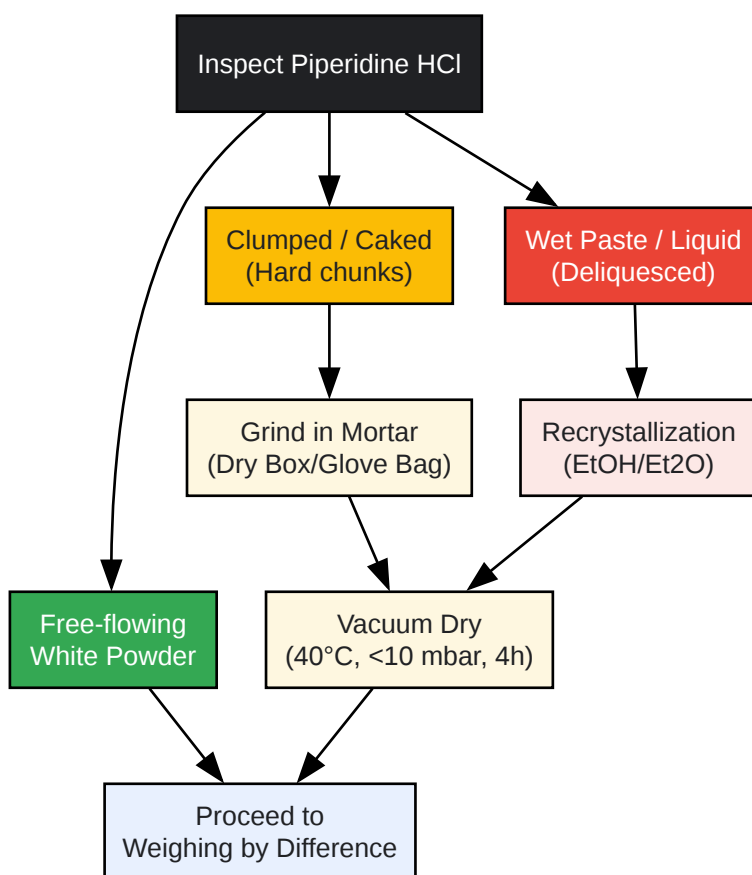 Inspect Piperidine HCl
Clumped / Caked
(Hard chunks)
Wet Paste / Liquid
(Deliquesced)
Grind in Mortar
(Dry Box/Glove Bag)
Recrystallization
(EtOH/Et2O)
Free-flowing
White Powder
Vacuum Dry
(40°C, <10 mbar, 4h)
Proceed to
Weighing by Difference